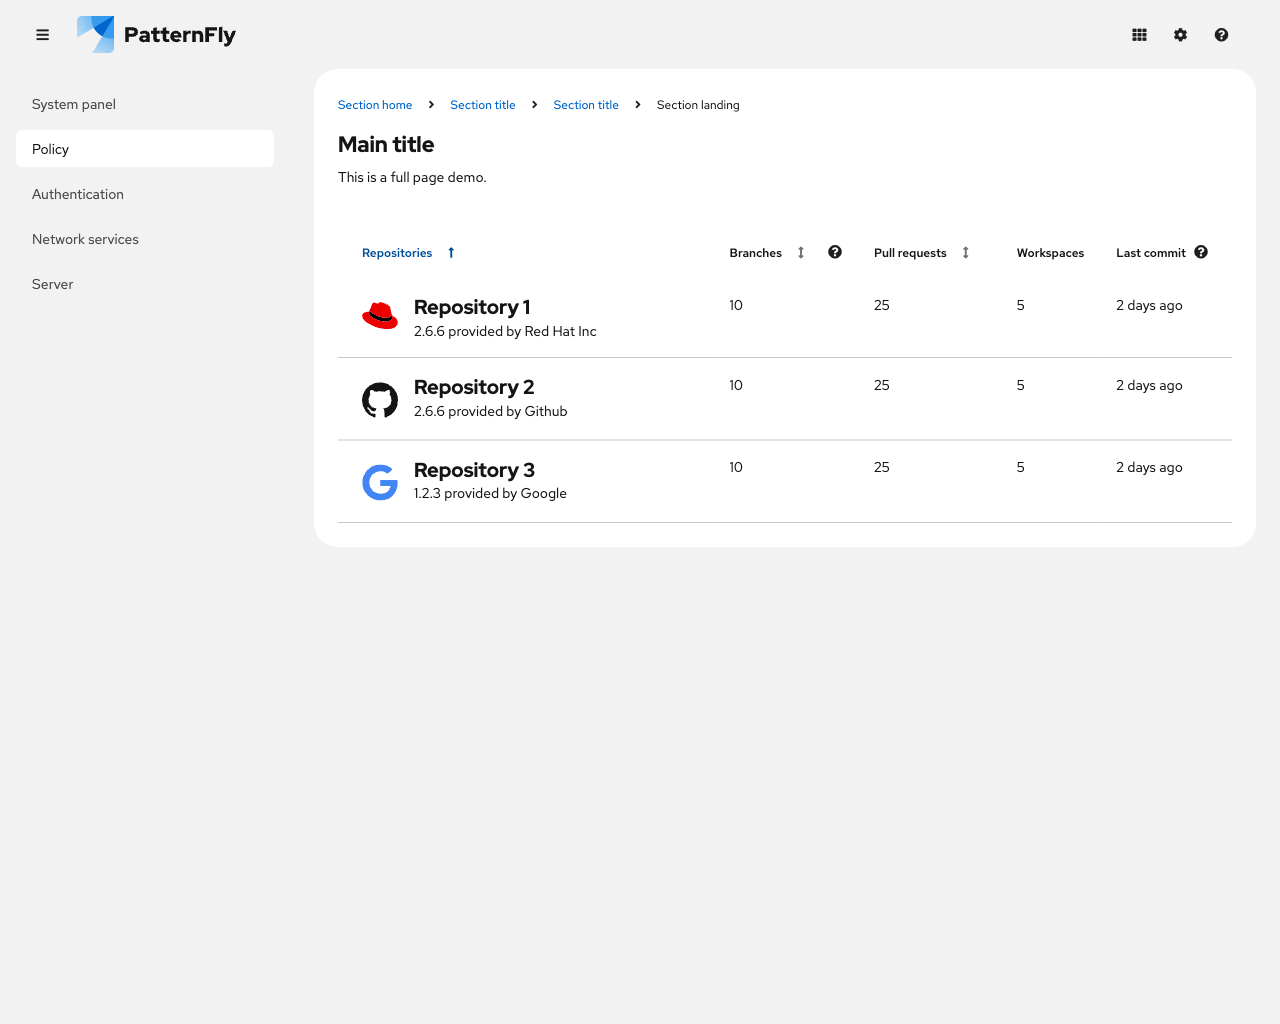 PatternFly
System panel
Policy
Authentication
Network services
Server
Section home Section title Section title Section landing
Main title
This is a full page demo.
Repositories Branches Pull requests Workspaces Last commit
Repository 1 10 25 5 2 days ago
2.6.6 provided by Red Hat Inc
Repository 2 10 25 5 2 days ago
2.6.6 provided by Github
Repository 3 10 25 5 2 days ago
1.2.3 provided by Google